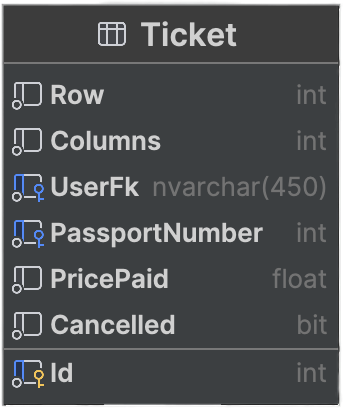 Ticket
Row int
Columns int
UserFk nvarchar(450)
PassportNumber int
PricePaid float
Cancelled bit
Id int